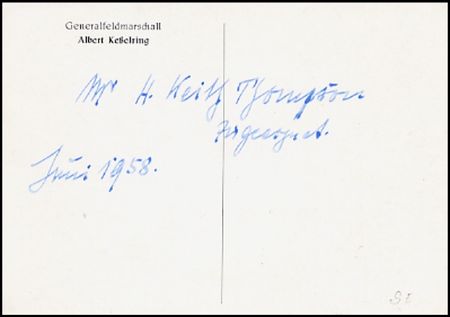 Generalfeldmarschall
Albert Keßelring
Mr H. Keith Thompson
zugeeignet.
Juni 1958.